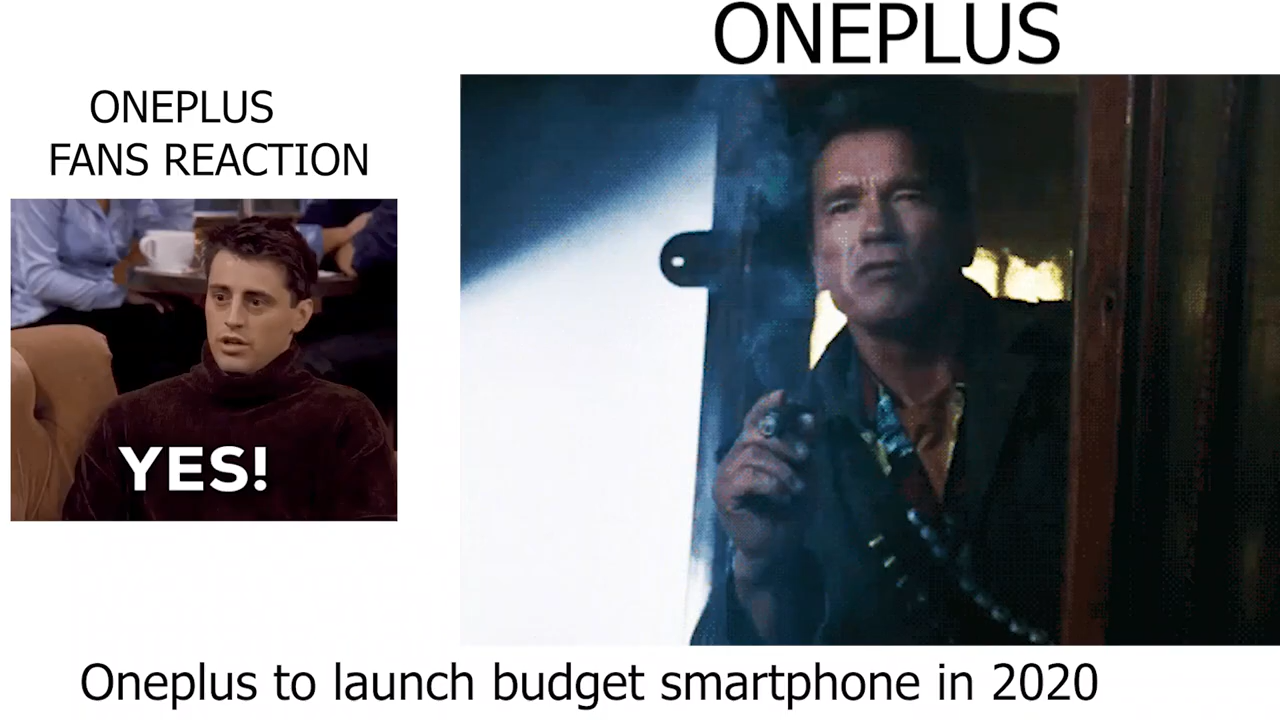 ONEPLUS
ONEPLUS
FANS REACTION
YES!
Oneplus to launch budget smartphone in 2020